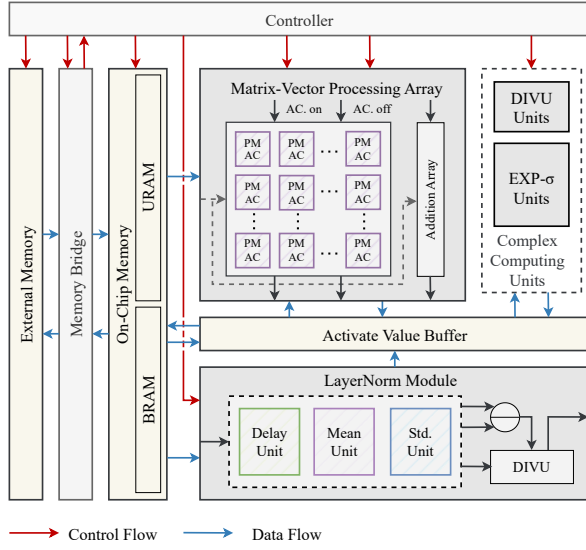 Controller
External Memory
Memory Bridge
On-Chip Memory
URAM
BRAM
Matrix-Vector Processing Array
AC. on
AC. off
PM
AC
PM
AC
...
PM
AC
PM
AC
PM
AC
...
PM
AC
PM
AC
PM
AC
...
PM
AC
Addition Array
DIVU
Units
EXP-σ
Units
Complex
Computing
Units
Activate Value Buffer
LayerNorm Module
Delay
Unit
Mean
Unit
Std.
Unit
DIVU
Control Flow
Data Flow